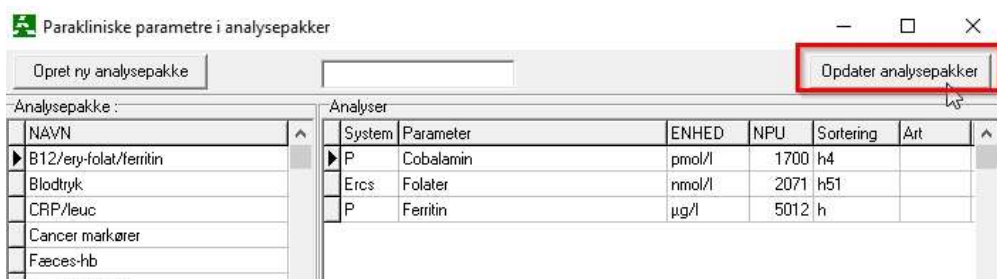 Parakliniske parametre i analysepakker
Opret ny analysepakke Opdater analysepakker
Analysepakke : Analyser
NAVN System Parameter ENHED NPU Sortering Art
B12/ery-folat/ferritin P Cobalamin pmol/l 1700 h4
Blodtryk Ercs Folater nmol/l 2071 h51
CRP/leuc P Ferritin µg/l 5012 h
Cancer markører
Fæces-hb